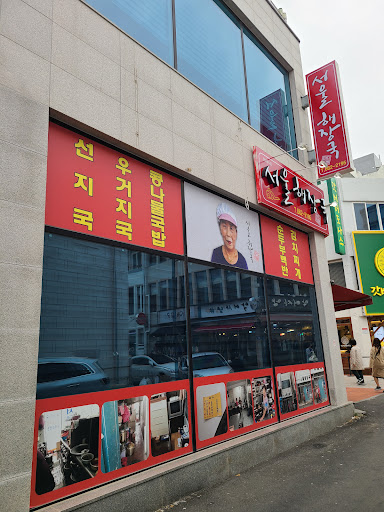 선지국
우거지국
콩나물국밥
김치찌개
순두부백반
서울 해장국
서울 해장국